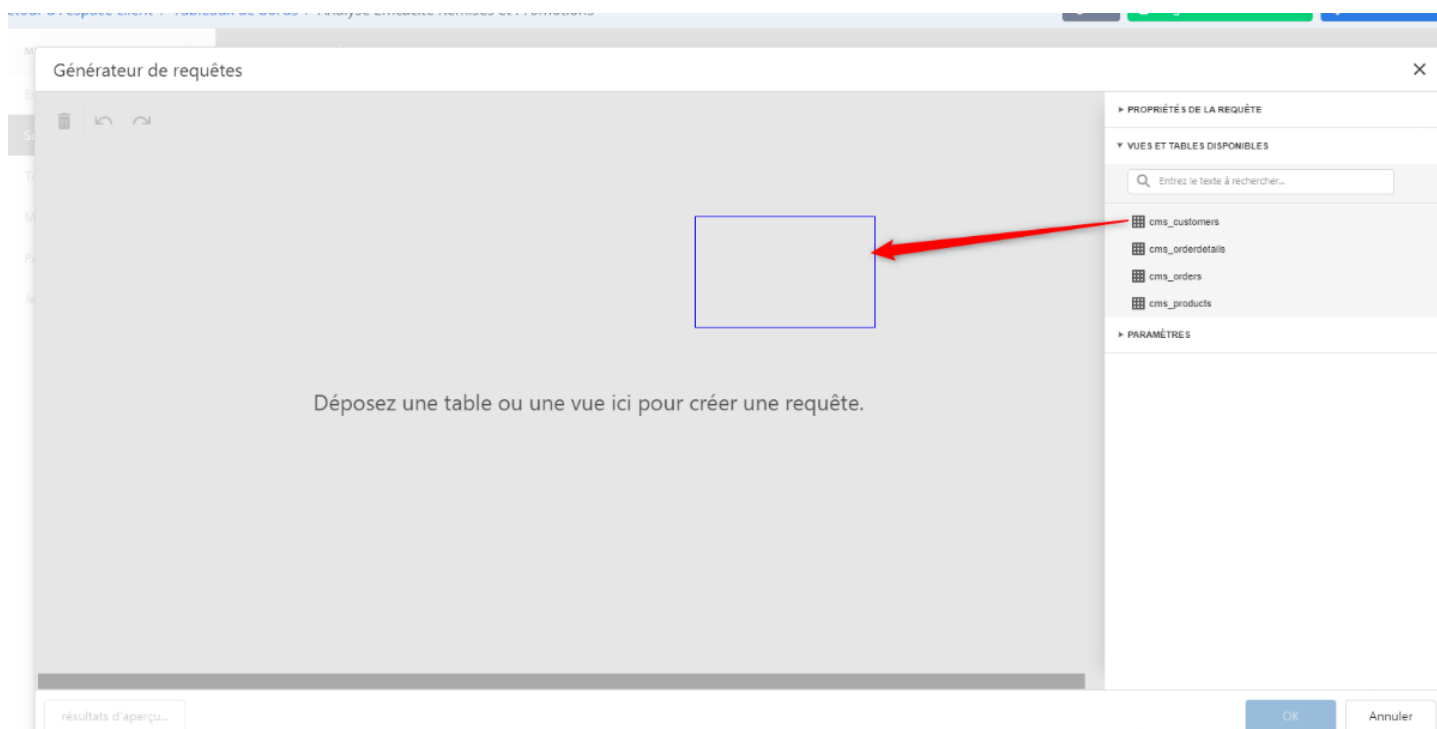 Générateur de requêtes
PROPRIÉTÉS DE LA REQUÊTE
VUES ET TABLES DISPONIBLES
Entrez le texte à rechercher...
cms_customers
cms_orderdetails
cms_orders
cms_products
PARAMÈTRES
Déposez une table ou une vue ici pour créer une requête.
résultats d'aperçu...
OK
Annuler